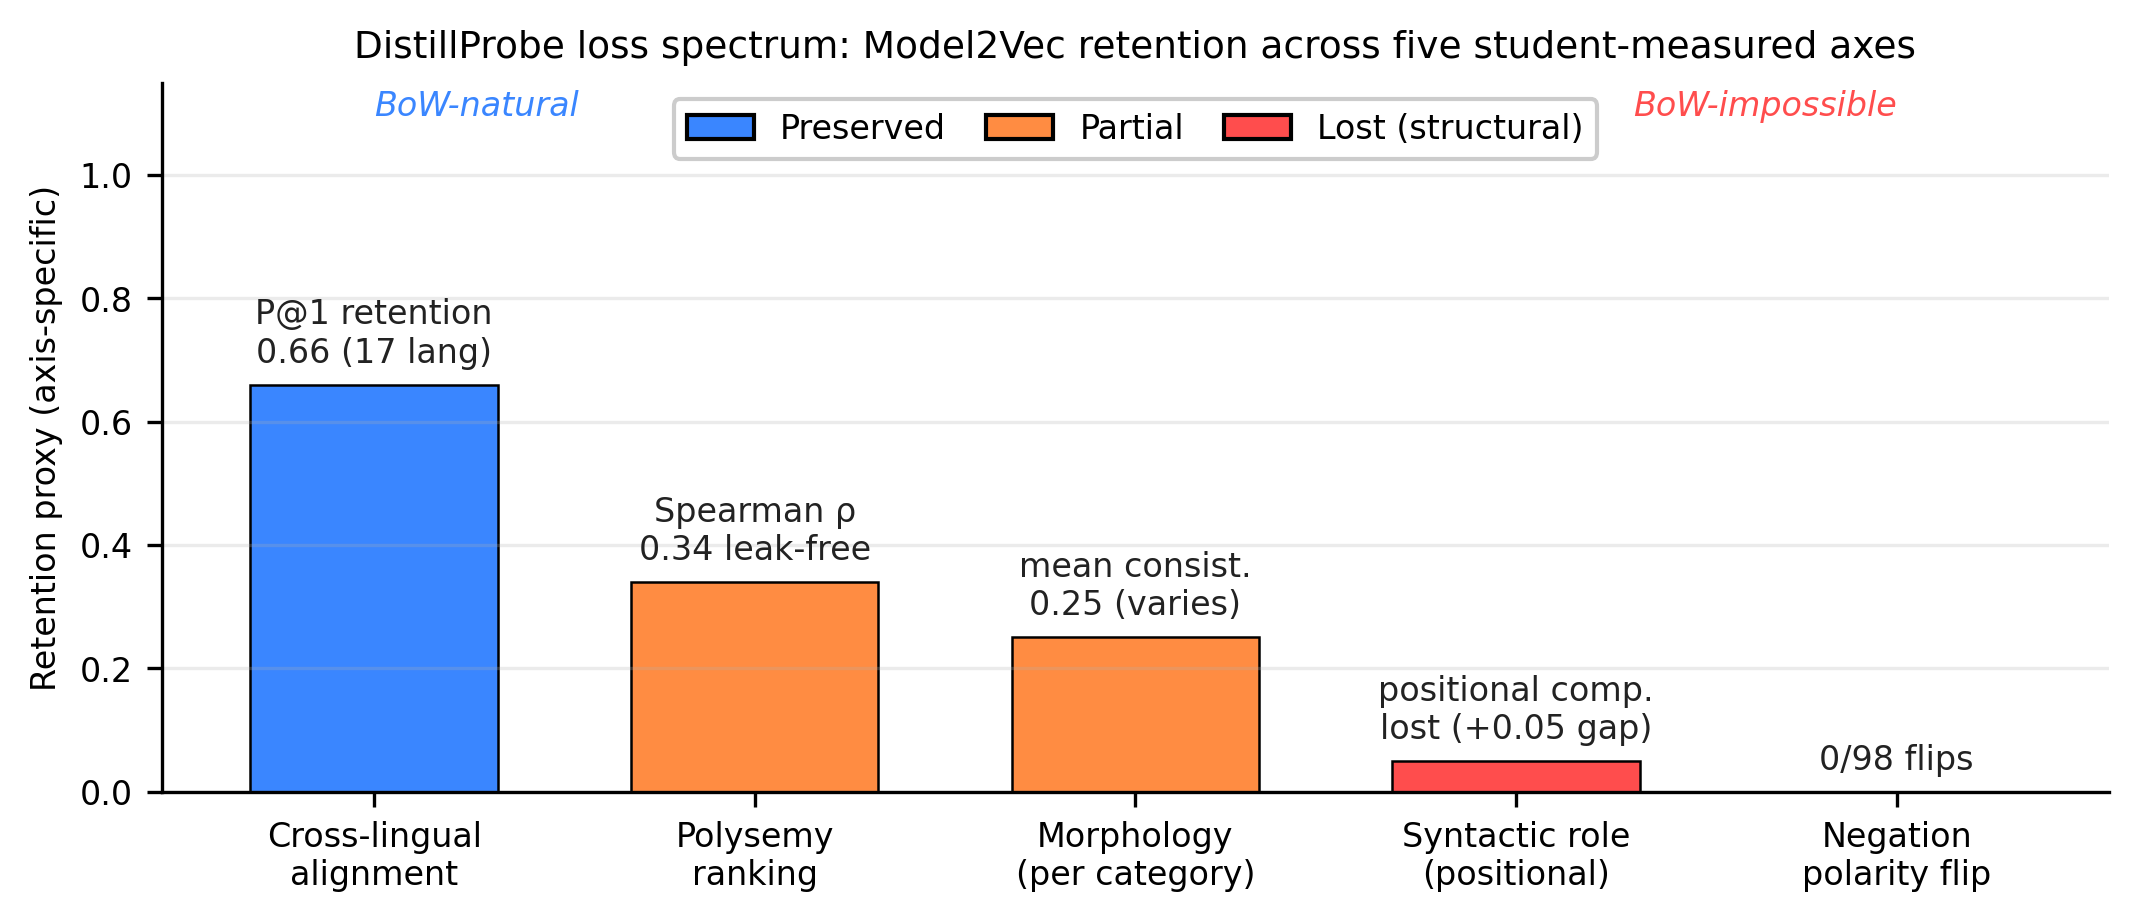 DistillProbe loss spectrum: Model2Vec retention across five student-measured axes
BoW-natural
Preserved
Partial
Lost (structural)
BoW-impossible
Retention proxy (axis-specific)
1.0
0.8
0.6
0.4
0.2
0.0
P@1 retention
0.66 (17 lang)
Spearman ρ
0.34 leak-free
mean consist.
0.25 (varies)
positional comp.
lost (+0.05 gap)
0/98 flips
Cross-lingual
alignment
Polysemy
ranking
Morphology
(per category)
Syntactic role
(positional)
Negation
polarity flip